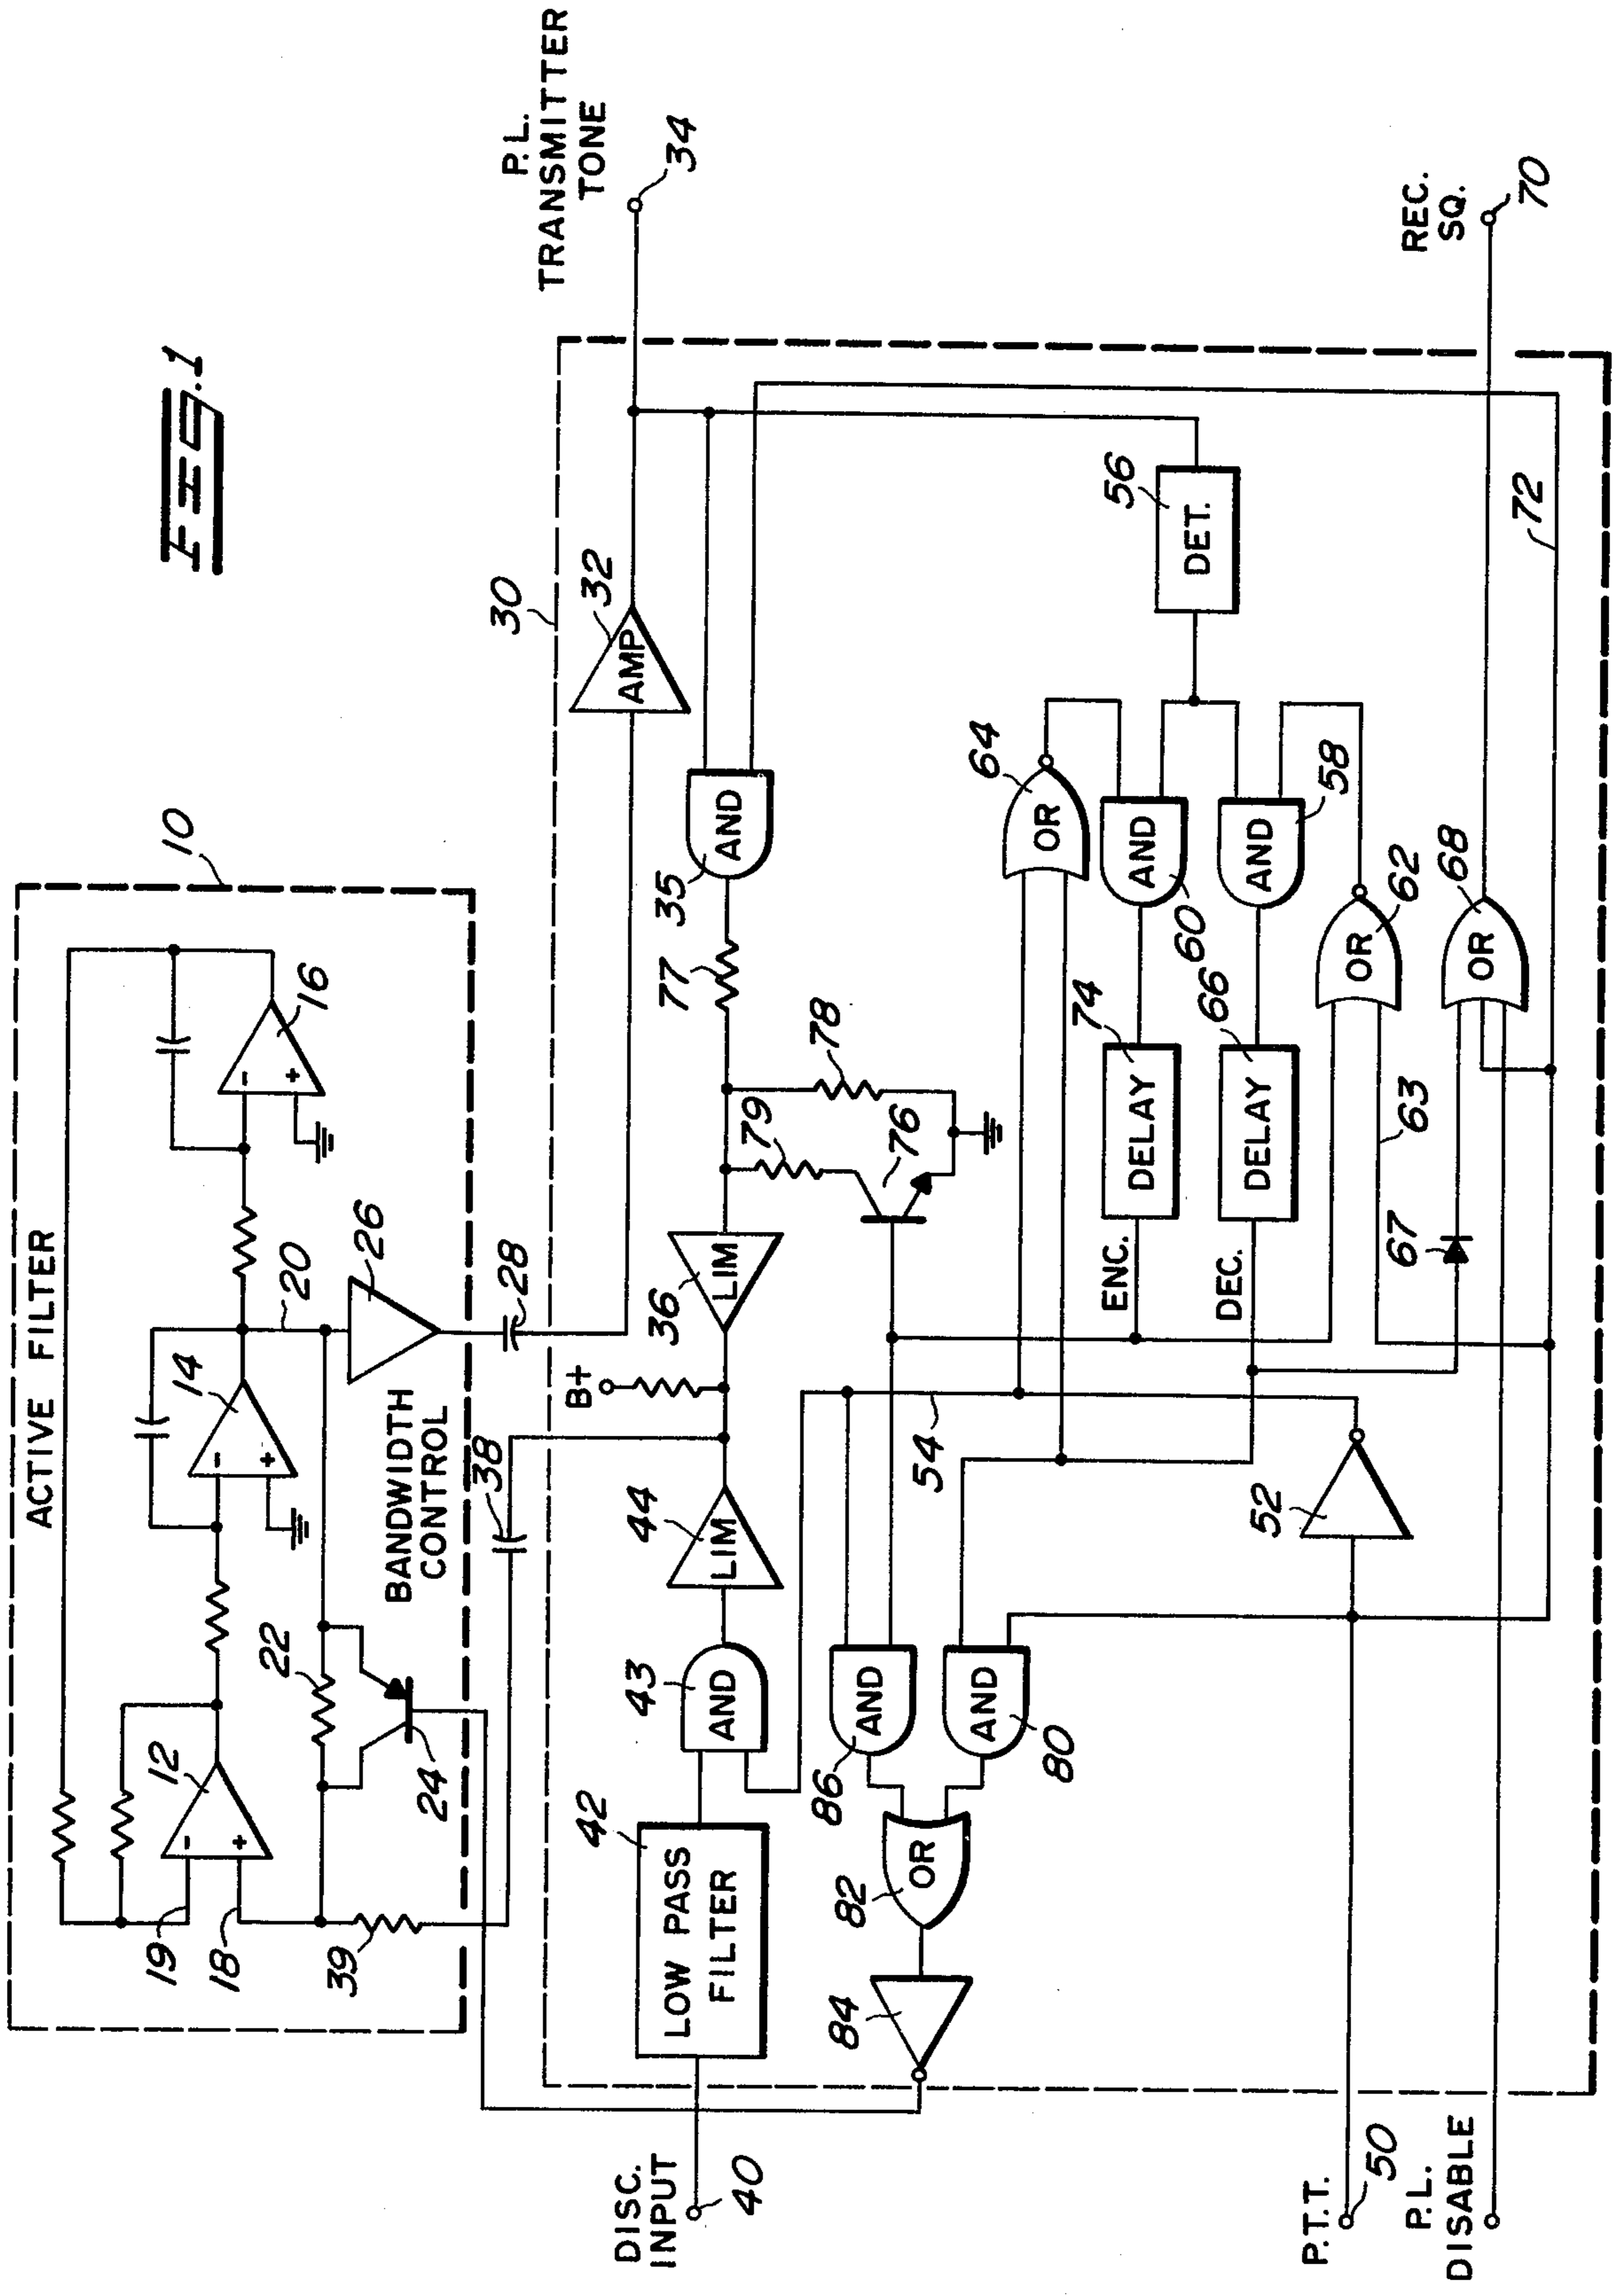 FIG.1
10
ACTIVE FILTER
12
14
16
-
+
-
+
-
+
19
18
20
22
24
26
39
BANDWIDTH
CONTROL
38
28
30
32
AMP
P.L.
TRANSMITTER
TONE
34
B+
DISC.
INPUT
40
42
LOW PASS
FILTER
43
AND
44
LIM
36
LIM
77
35
AND
79
78
76
64
OR
56
DET.
86
AND
54
ENC.
74
DELAY
60
AND
82
OR
84
80
AND
DEC.
66
DELAY
AND
58
52
63
62
OR
67
68
OR
72
P.T.T.
50
P.L.
DISABLE
REC.
SQ.
70